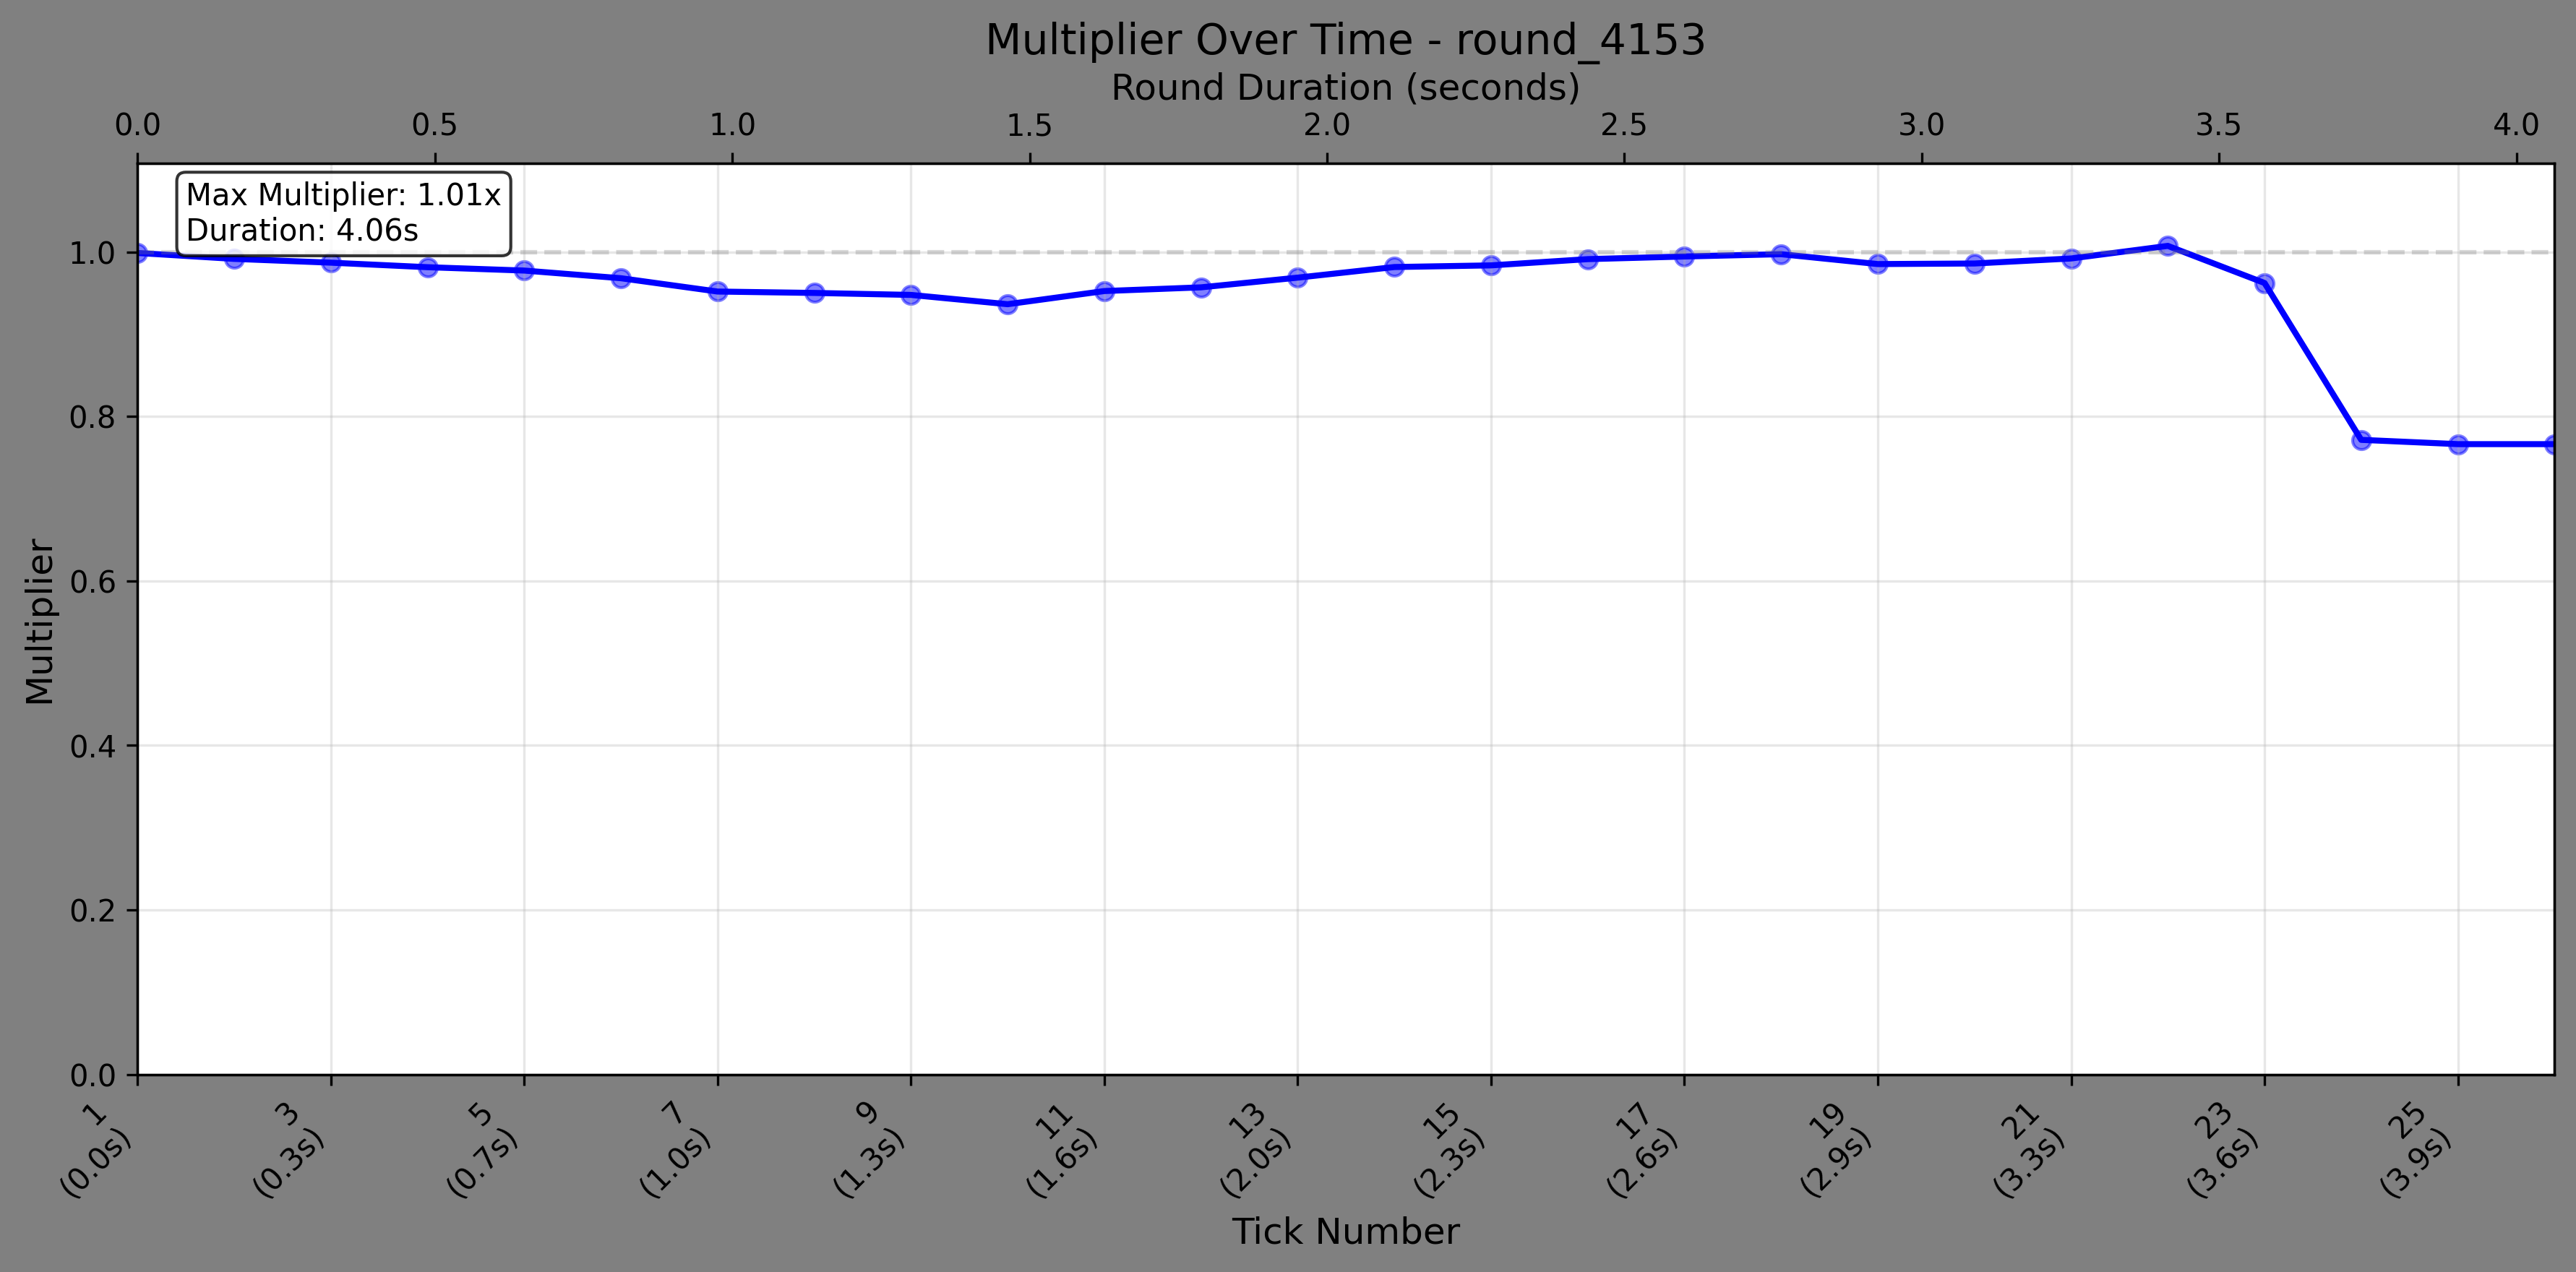 Multiplier Over Time - round_4153
Round Duration (seconds)
0.0 0.5 1.0 1.5 2.0 2.5 3.0 3.5 4.0
Max Multiplier: 1.01x
Duration: 4.06s
1.0
0.8
0.6
0.4
0.2
0.0
Multiplier
1 3 5 7 9 11 13 15 17 19 21 23 25
(0.0s) (0.3s) (0.7s) (1.0s) (1.3s) (1.6s) (2.0s) (2.3s) (2.6s) (2.9s) (3.3s) (3.6s) (3.9s)
Tick Number